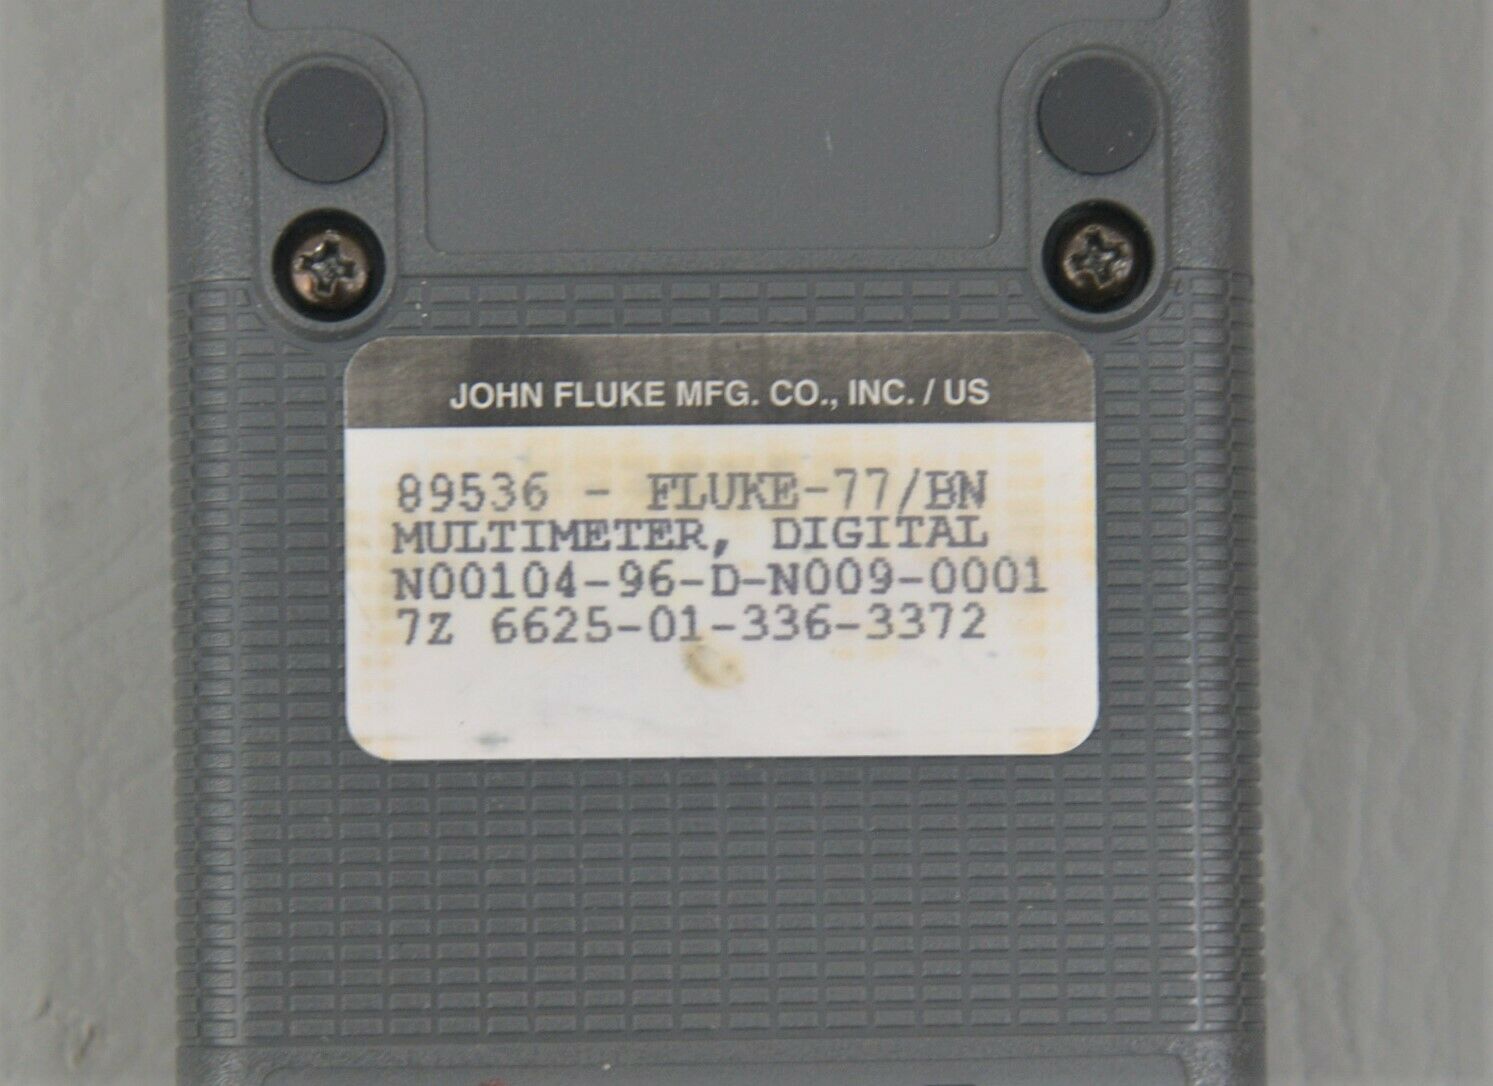 JOHN FLUKE MFG. CO., INC. / US
89536 - FLUKE-77/BN
MULTIMETER, DIGITAL
N00104-96-D-N009-0001
7Z 6625-01-336-3372